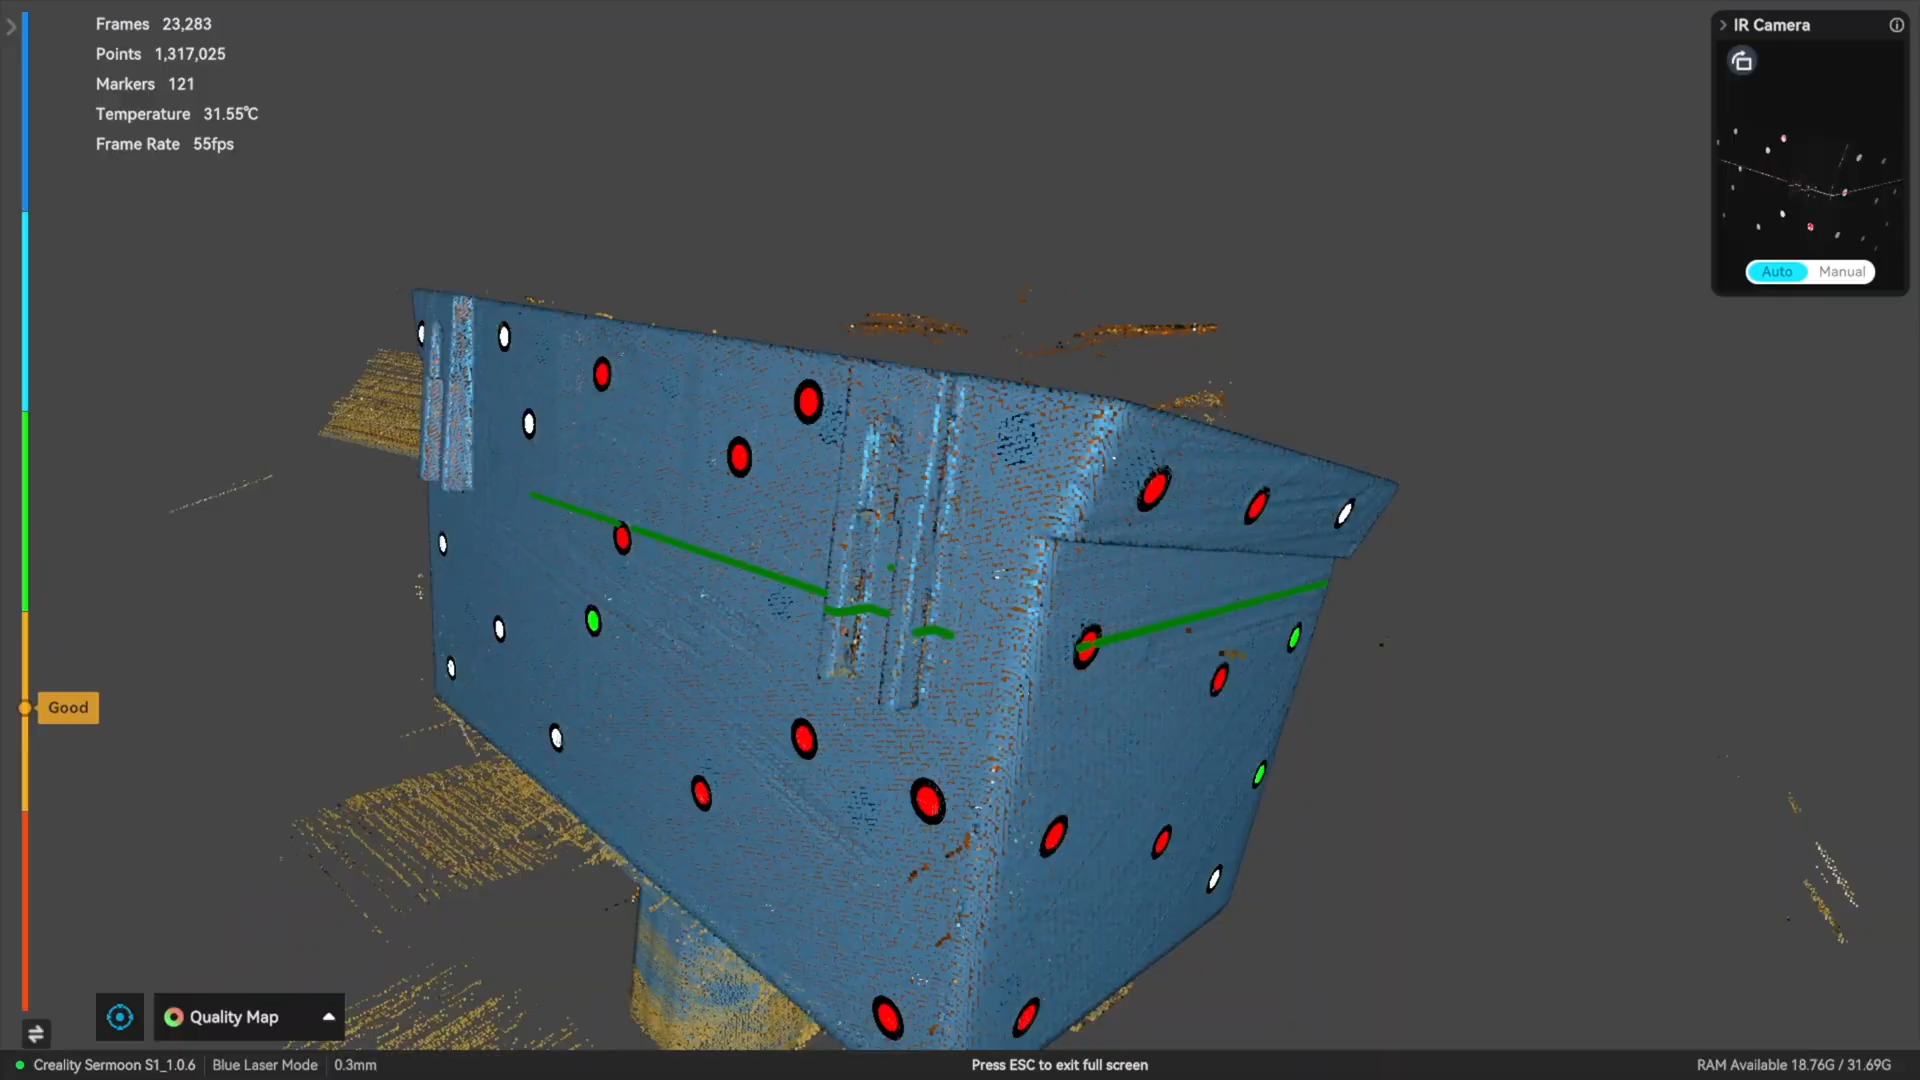 Frames 23,283
Points 1,317,025
Markers 121
Temperature 31.55℃
Frame Rate 55fps
IR Camera
Auto Manual
Good
Quality Map
Creality Sermoon S1_1.0.6 Blue Laser Mode 0.3mm
Press ESC to exit full screen
RAM Available 18.76G / 31.69G